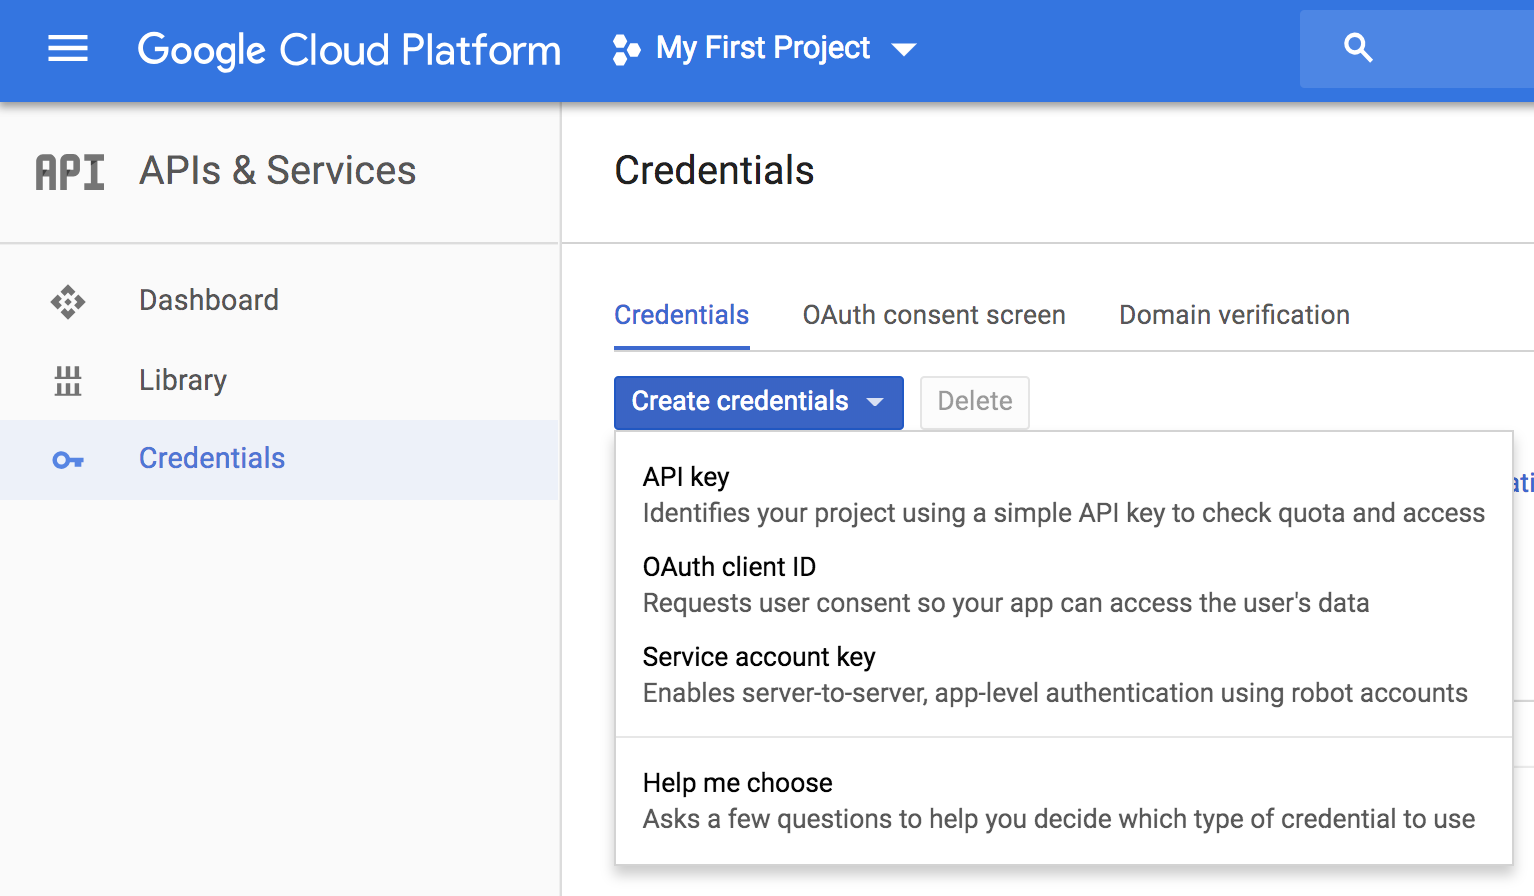 Google Cloud Platform My First Project
API APIs & Services
Credentials
Dashboard
Library
Credentials
Credentials OAuth consent screen Domain verification
Create credentials Delete
API key
Identifies your project using a simple API key to check quota and access
OAuth client ID
Requests user consent so your app can access the user's data
Service account key
Enables server-to-server, app-level authentication using robot accounts
Help me choose
Asks a few questions to help you decide which type of credential to use